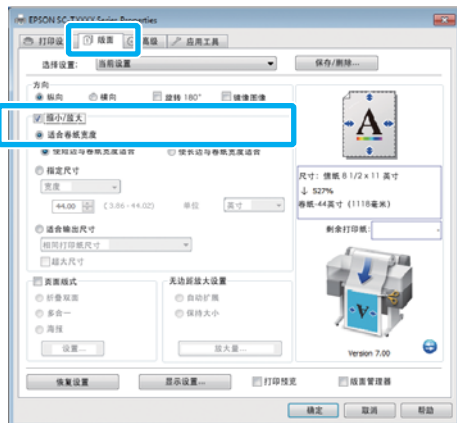 EPSON SC-TXXXX Series Properties
打印设 版面 高级 应用工具
选择设置: 当前设置 保存/删除...
方向
纵向 横向 旋转 180° 镜像图像
缩小/放大
适合卷纸宽度
使短边与卷纸宽度适合 使长边与卷纸宽度适合
指定尺寸
宽度
44.00 (3.86 - 44.02) 单位 英寸
适合输出尺寸
相同打印纸尺寸
超大尺寸
页面版式 无边距放大设置
折叠双面 自动扩展
多合一 保持大小
海报
设置... 放大量...
A
尺寸: 信纸 8 1/2 x 11 英寸
↓ 527%
卷纸-44英寸 (1118毫米)
剩余打印纸:
Version 7.00
恢复设置 显示设置... 打印预览 版面管理器
确定 取消 帮助